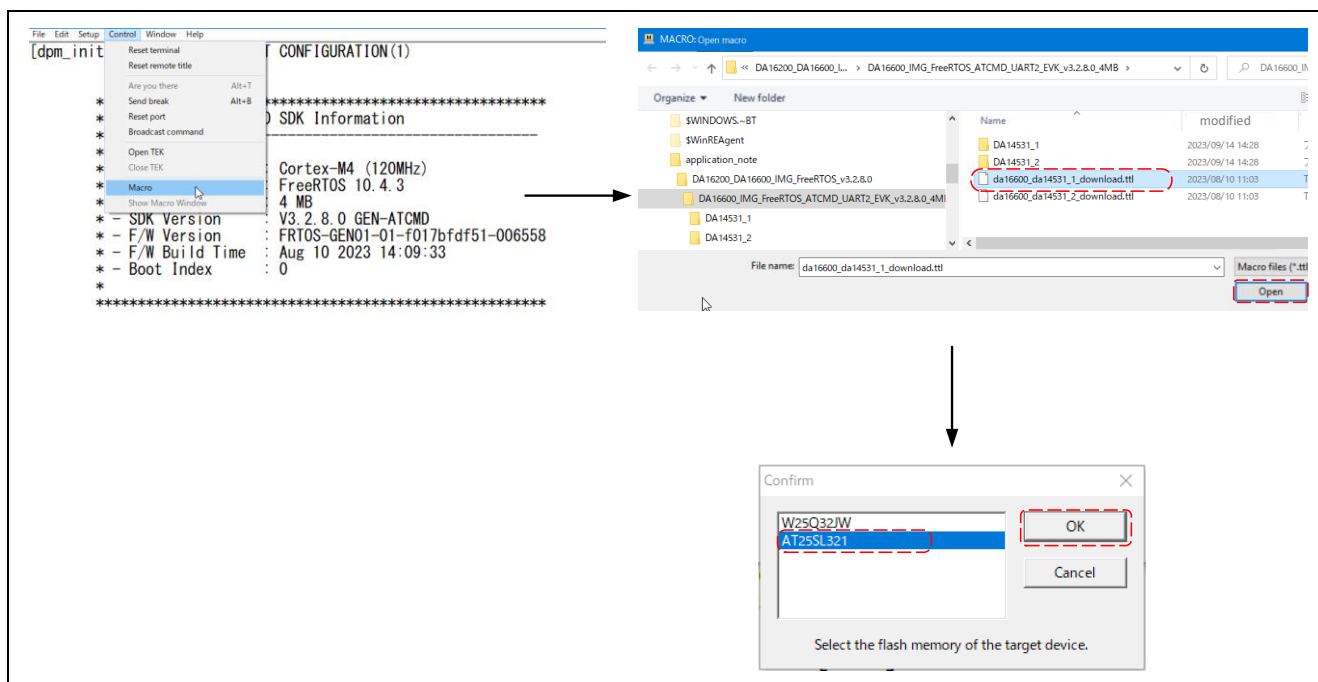 File Edit Setup Control Window Help
[dpm_init T CONFIGURATION(1)
Reset terminal
Reset remote title
Are you there Alt+T
Send break Alt+B
Reset port
Broadcast command
Open TEK
Close TEK
Macro
Show Macro Window
* *********************************
* SDK Information
* ---------------------------------
*
* : Cortex-M4 (120MHz)
* : FreeRTOS 10.4.3
* : 4 MB
* - SDK Version : V3.2.8.0 GEN-ATCMD
* - F/W Version : FRTOS-GEN01-01-f017bfdf51-006558
* - F/W Build Time : Aug 10 2023 14:09:33
* - Boot Index : 0
*
******************************************************
MACRO: Open macro
« DA16200_DA16600_I... › DA16600_IMG_FreeRTOS_ATCMD_UART2_EVK_v3.2.8.0_4MB ›
Organize New folder
$WINDOWS.~BT
$WinREAgent
application_note
DA16200_DA16600_IMG_FreeRTOS_v3.2.8.0
DA16600_IMG_FreeRTOS_ATCMD_UART2_EVK_v3.2.8.0_4M
DA14531_1
DA14531_2
Name modified
DA14531_1 2023/09/14 14:28
DA14531_2 2023/09/14 14:28
da16600_da14531_1_download.ttl 2023/08/10 11:03
da16600_da14531_2_download.ttl 2023/08/10 11:03
File name: da16600_da14531_1_download.ttl Macro files (*.ttl
Open
Confirm
W25Q32JW
AT25SL321
OK
Cancel
Select the flash memory of the target device.